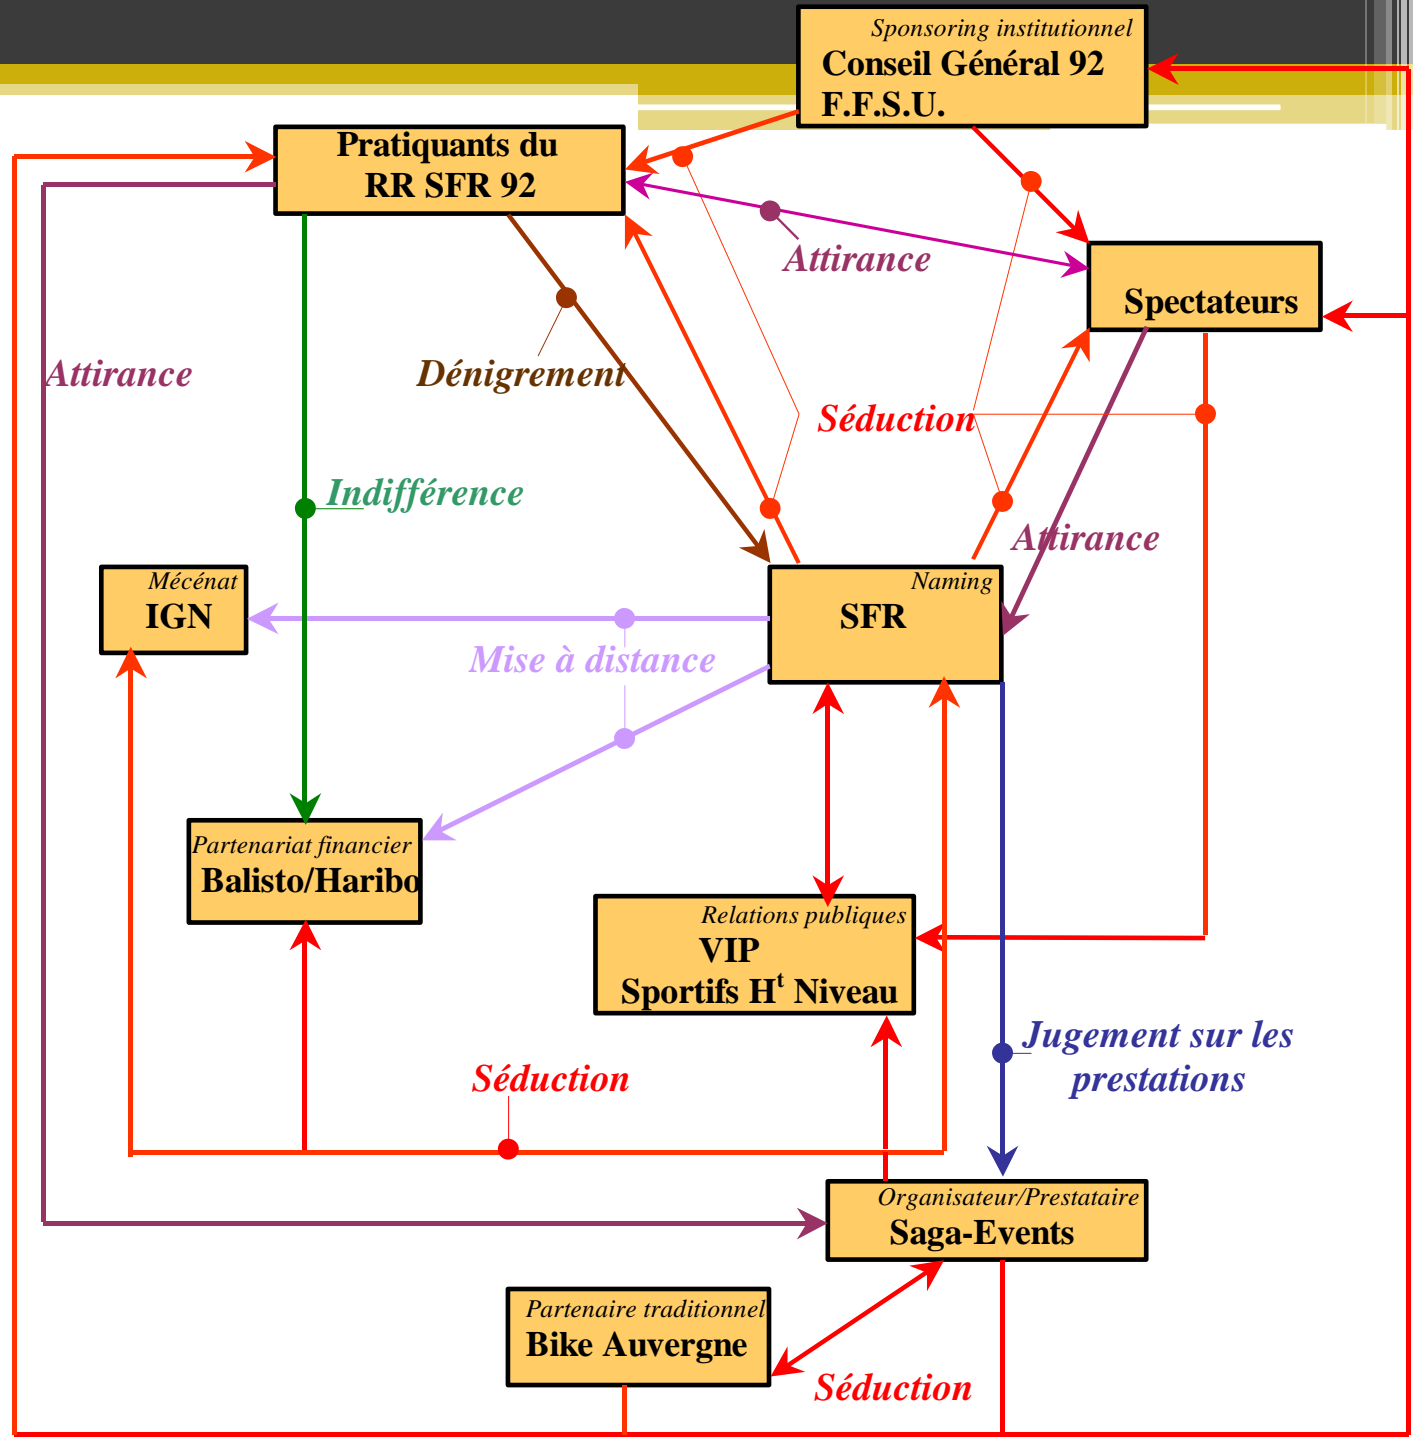 Sponsoring institutionnel
Conseil Général 92
F.F.S.U.
Pratiquants du
RR SFR 92
Attirance
Spectateurs
Attirance
Dénigrement
Séduction
Indifférence
Attirance
Mécénat
IGN
Naming
SFR
Mise à distance
Partenariat financier
Balisto/Haribo
Relations publiques
VIP
Sportifs Ht Niveau
Jugement sur les
prestations
Séduction
Organisateur/Prestataire
Saga-Events
Partenaire traditionnel
Bike Auvergne
Séduction